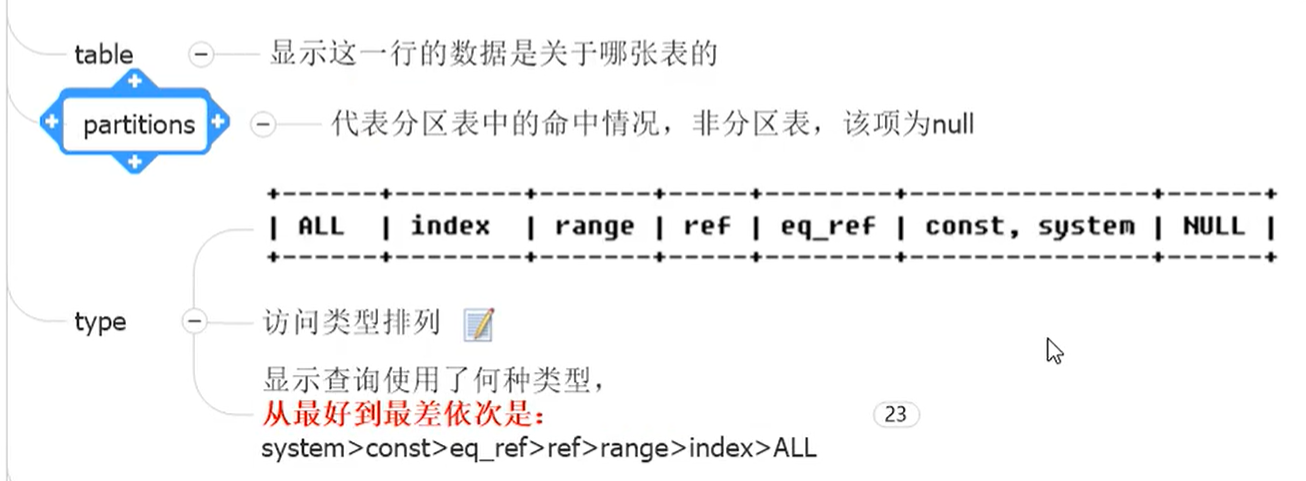 table
显示这一行的数据是关于哪张表的
partitions
代表分区表中的命中情况，非分区表，该项为null
+------+--------+-------+-----+--------+----------------+------+
| ALL | index | range | ref | eq_ref | const, system | NULL |
+------+--------+-------+-----+--------+----------------+------+
type
访问类型排列
显示查询使用了何种类型，
从最好到最差依次是：
23
system>const>eq_ref>ref>range>index>ALL